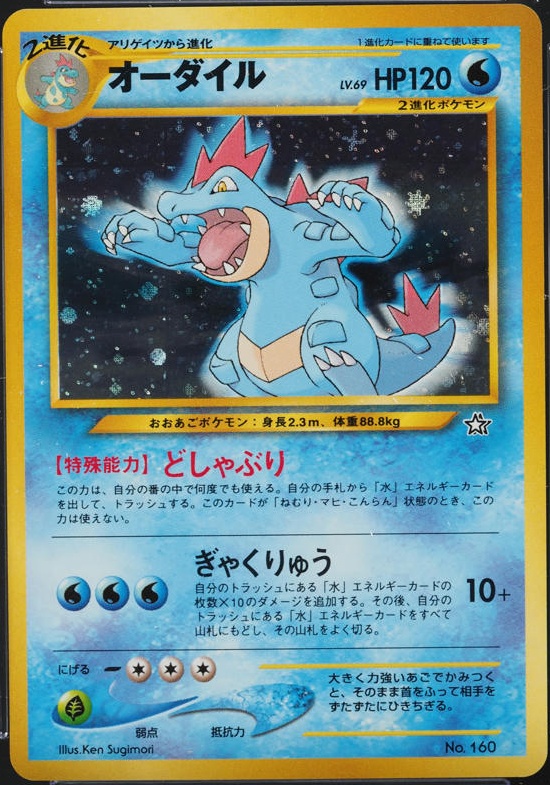 2進化
アリゲイツから進化
1進化カードに重ねて使います
オーダイル
LV.69 HP120
2進化ポケモン
おおあごポケモン：身長2.3m、体重88.8kg
【特殊能力】どしゃぶり
この力は、自分の番の中で何度でも使える。自分の手札から「水」エネルギーカード
を出して、トラッシュする。このカードが「ねむり・マヒ・こんらん」状態のとき、この
力は使えない。
ぎゃくりゅう
自分のトラッシュにある「水」エネルギーカードの
枚数×10のダメージを追加する。その後、自分の
トラッシュにある「水」エネルギーカードをすべて
山札にもどし、その山札をよく切る。
10+
にげる
大きく力強いあごでかみつく
と、そのまま首をふって相手を
ずたずたにひきちぎる。
弱点
抵抗力
Illus.Ken Sugimori
No. 160